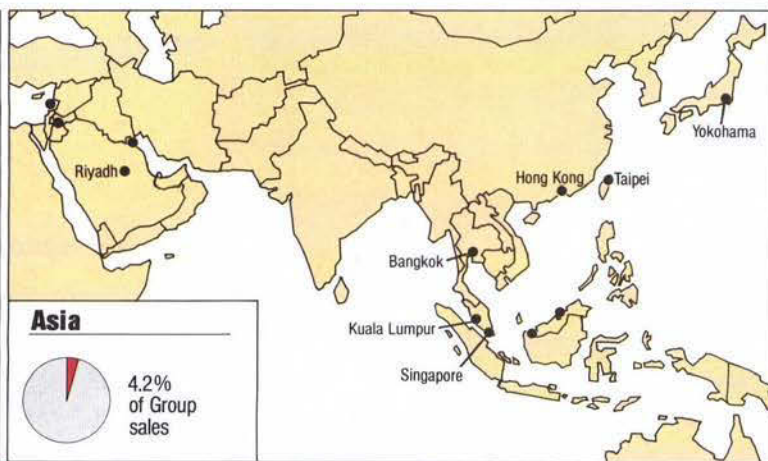 Yokohama
Hong Kong
Taipei
Riyadh
Bangkok
Kuala Lumpur
Singapore
Asia
4.2%
of Group
sales